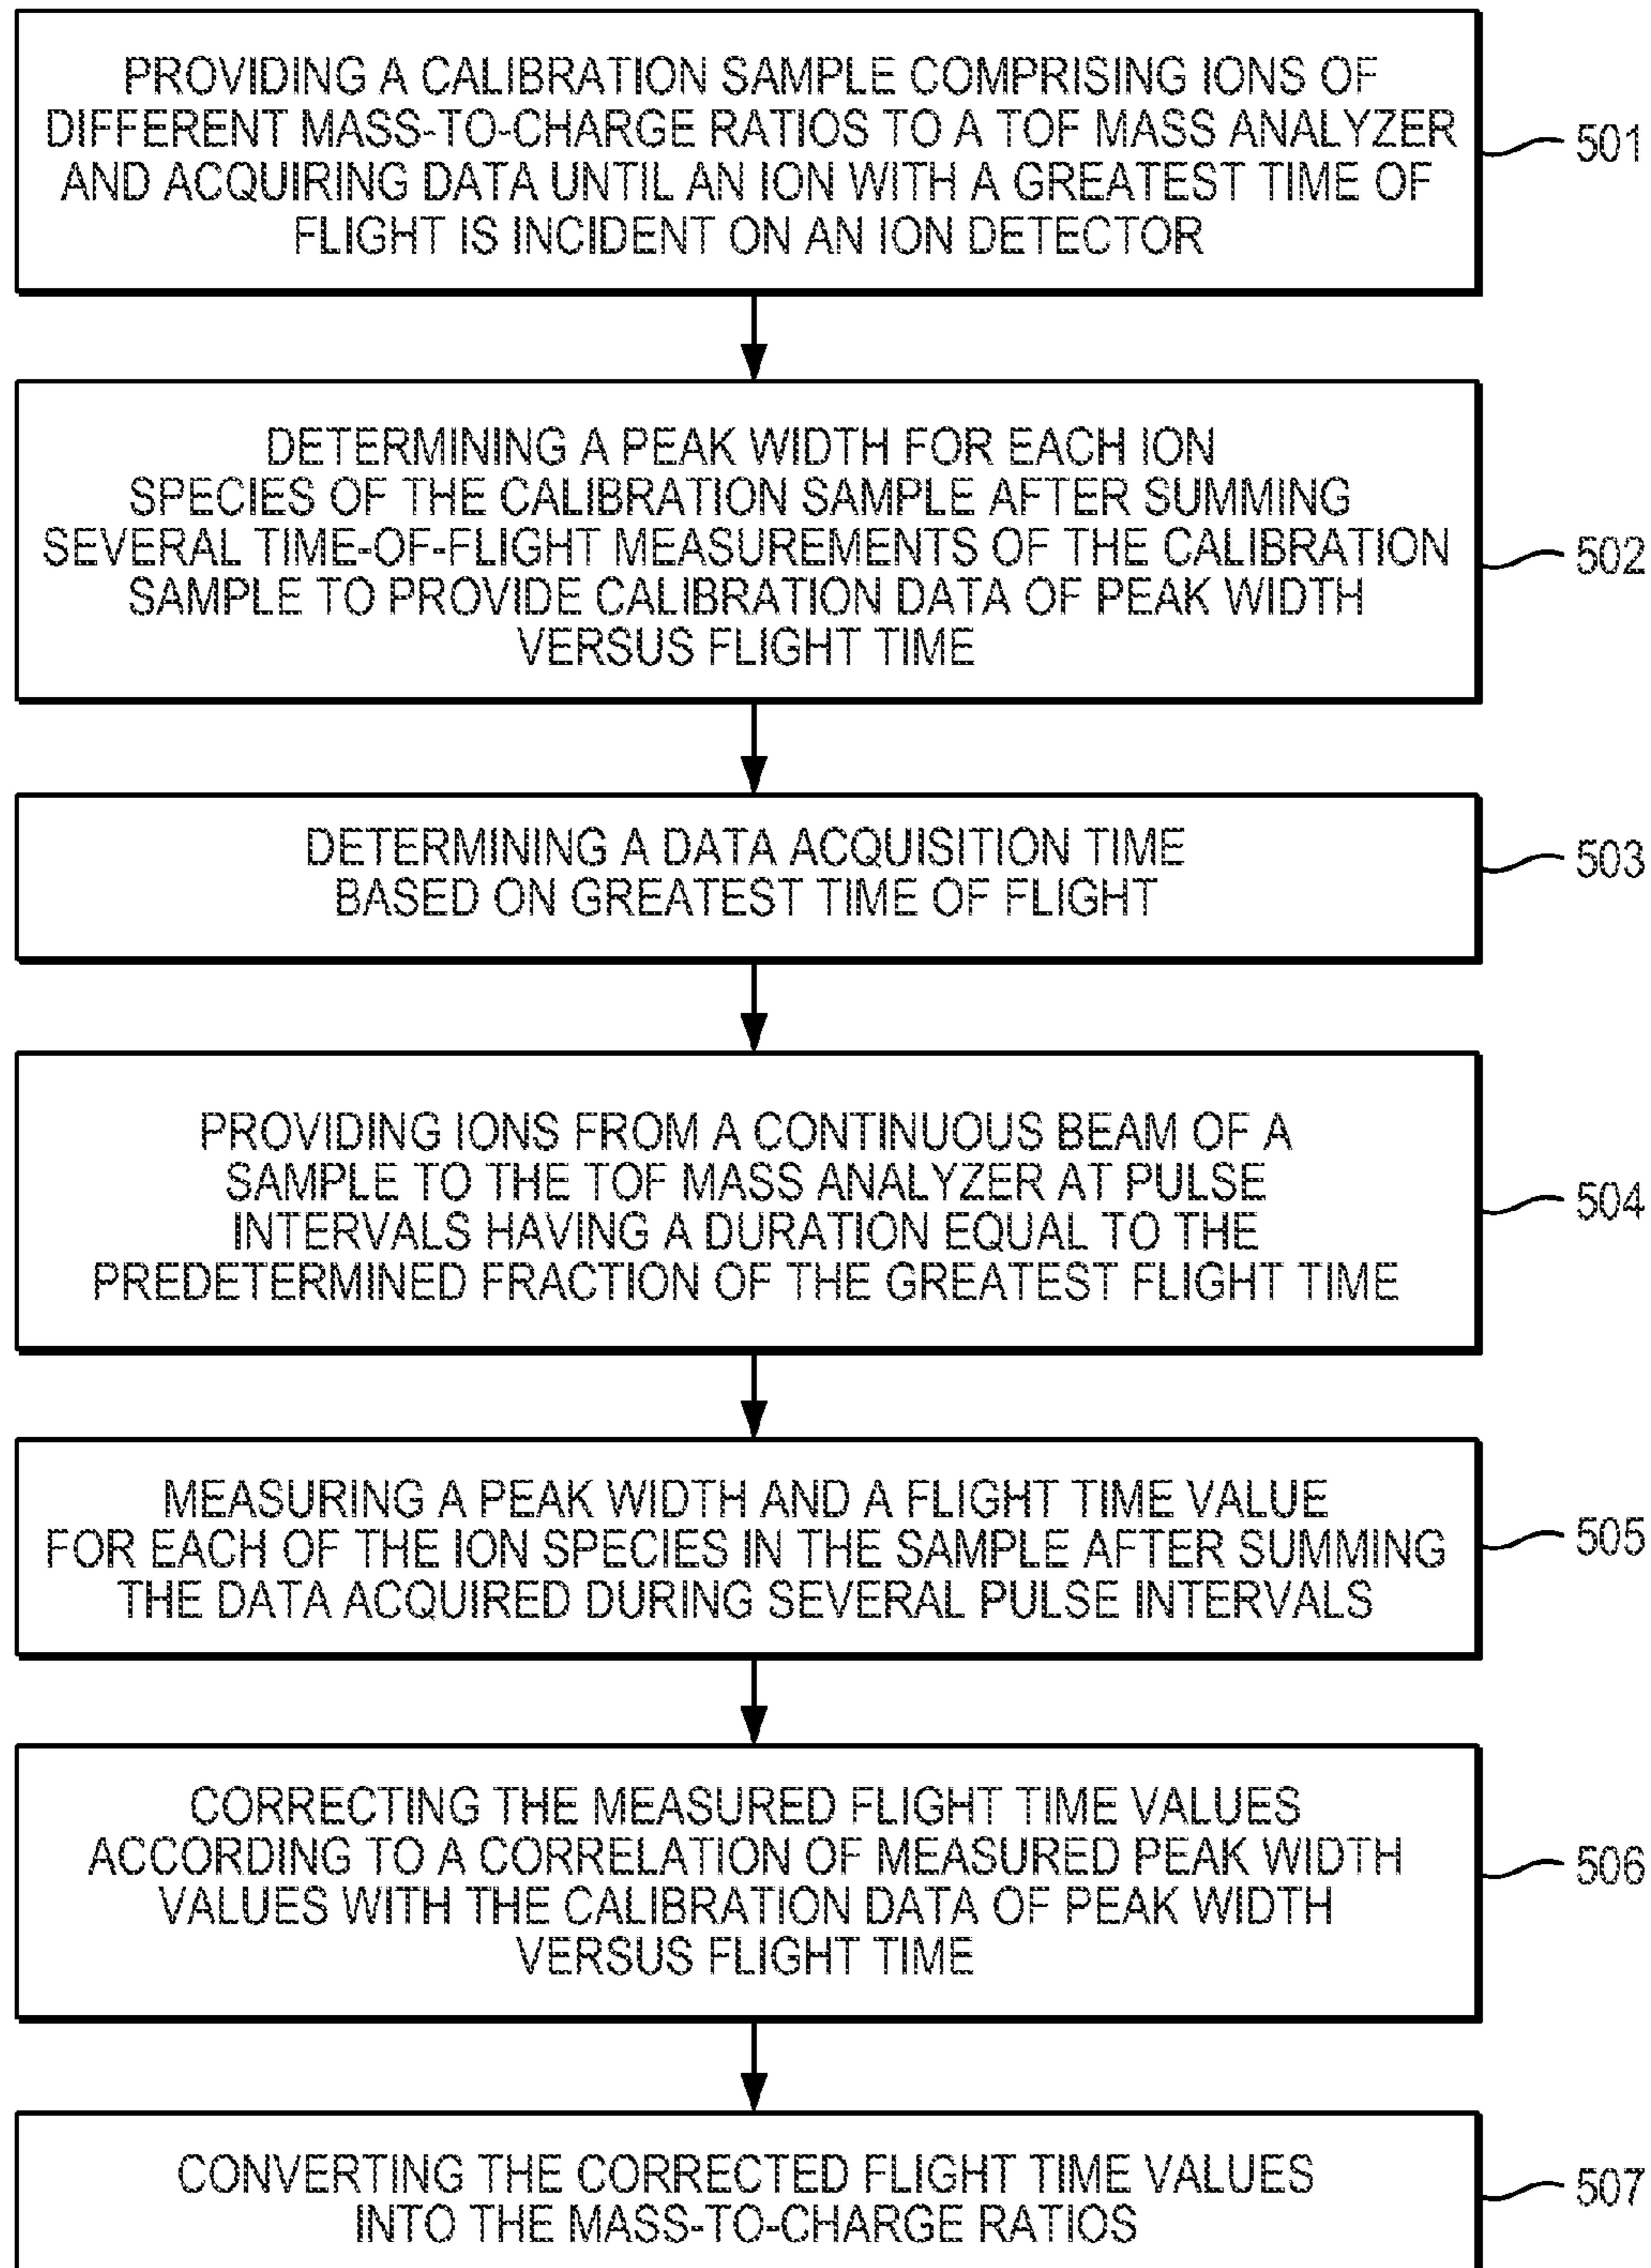 PROVIDING A CALIBRATION SAMPLE COMPRISING IONS OF
DIFFERENT MASS-TO-CHARGE RATIOS TO A TOF MASS ANALYZER
AND ACQUIRING DATA UNTIL AN ION WITH A GREATEST TIME OF
FLIGHT IS INCIDENT ON AN ION DETECTOR
501
DETERMINING A PEAK WIDTH FOR EACH ION
SPECIES OF THE CALIBRATION SAMPLE AFTER SUMMING
SEVERAL TIME-OF-FLIGHT MEASUREMENTS OF THE CALIBRATION
SAMPLE TO PROVIDE CALIBRATION DATA OF PEAK WIDTH
VERSUS FLIGHT TIME
502
DETERMINING A DATA ACQUISITION TIME
BASED ON GREATEST TIME OF FLIGHT
503
PROVIDING IONS FROM A CONTINUOUS BEAM OF A
SAMPLE TO THE TOF MASS ANALYZER AT PULSE
INTERVALS HAVING A DURATION EQUAL TO THE
PREDETERMINED FRACTION OF THE GREATEST FLIGHT TIME
504
MEASURING A PEAK WIDTH AND A FLIGHT TIME VALUE
FOR EACH OF THE ION SPECIES IN THE SAMPLE AFTER SUMMING
THE DATA ACQUIRED DURING SEVERAL PULSE INTERVALS
505
CORRECTING THE MEASURED FLIGHT TIME VALUES
ACCORDING TO A CORRELATION OF MEASURED PEAK WIDTH
VALUES WITH THE CALIBRATION DATA OF PEAK WIDTH
VERSUS FLIGHT TIME
506
CONVERTING THE CORRECTED FLIGHT TIME VALUES
INTO THE MASS-TO-CHARGE RATIOS
507